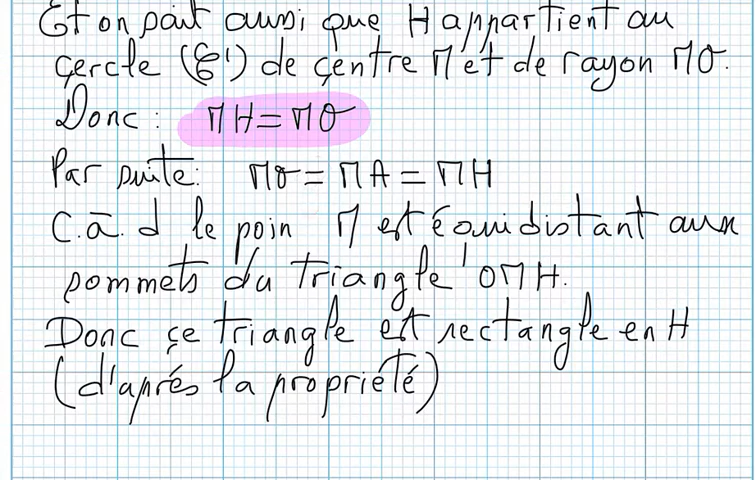 Et on sait aussi que H appartient au
cercle (C') de centre M et de rayon MO.
Donc : MH = MO
Par suite: MO = MA = MH
C.à.d le poin M est équidistant aux
sommets du triangle OMH.
Donc ce triangle est rectangle en H
(d'aprés la propriété)